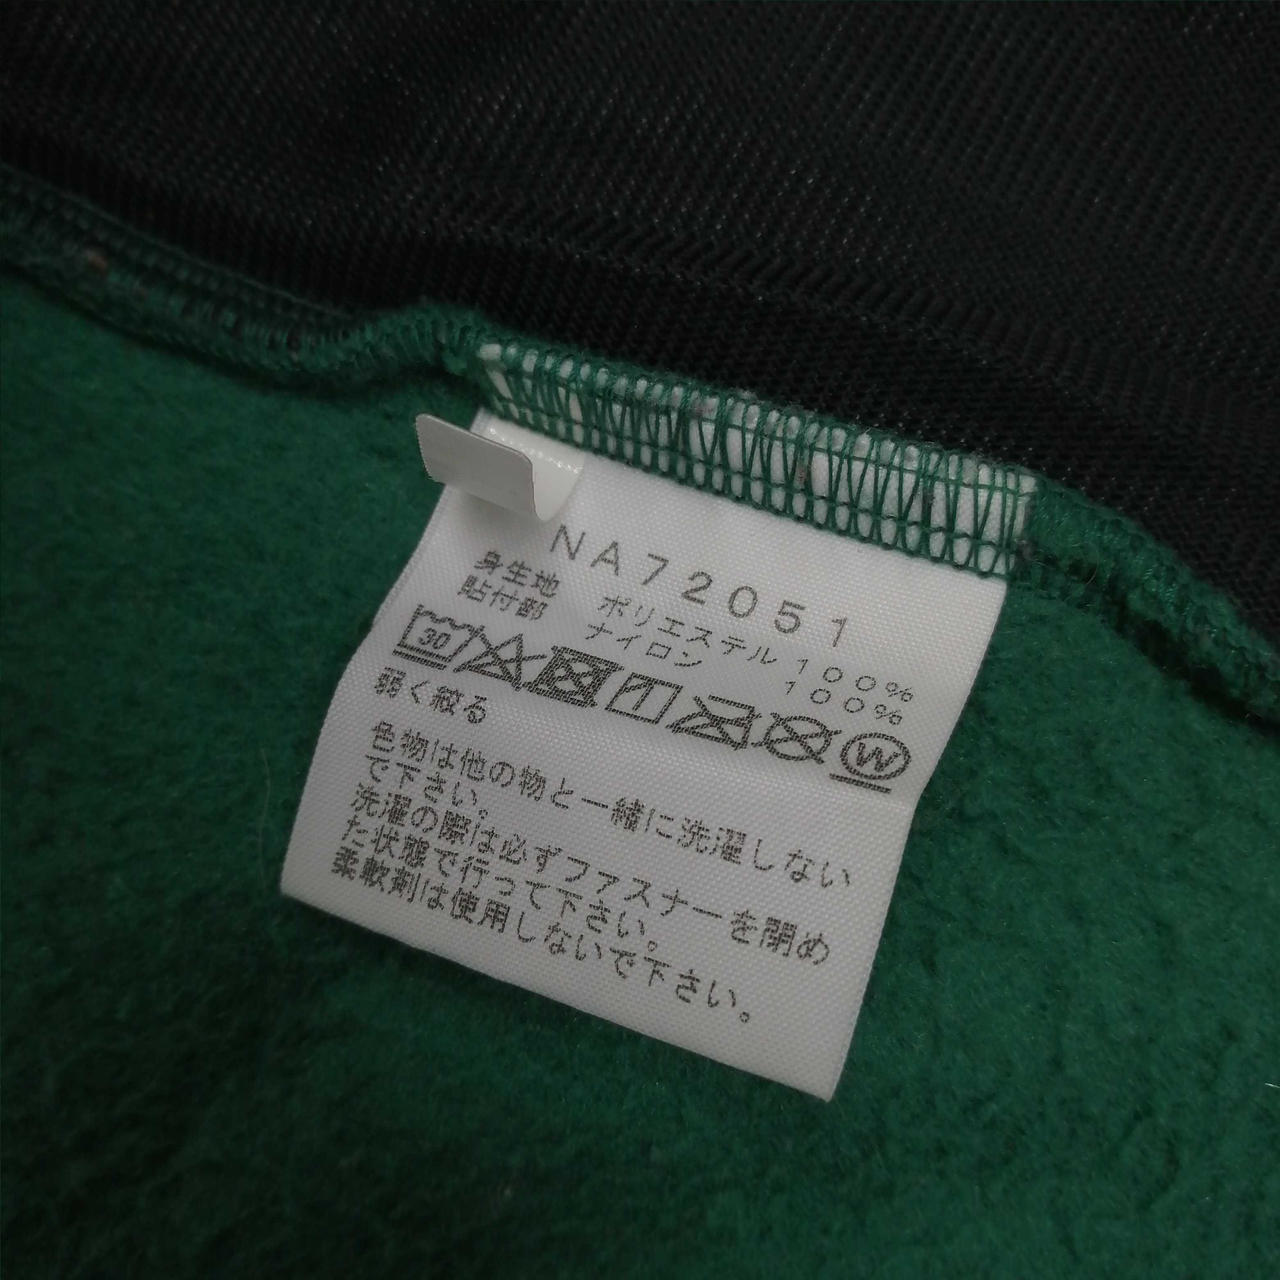 NA72051
身生地 ポリエステル 100%
貼付部 ナイロン 100%
30
W
弱く絞る
色物は他の物と一緒に洗濯しない
で下さい。
洗濯の際は必ずファスナーを閉め
た状態で行って下さい。
柔軟剤は使用しないで下さい。